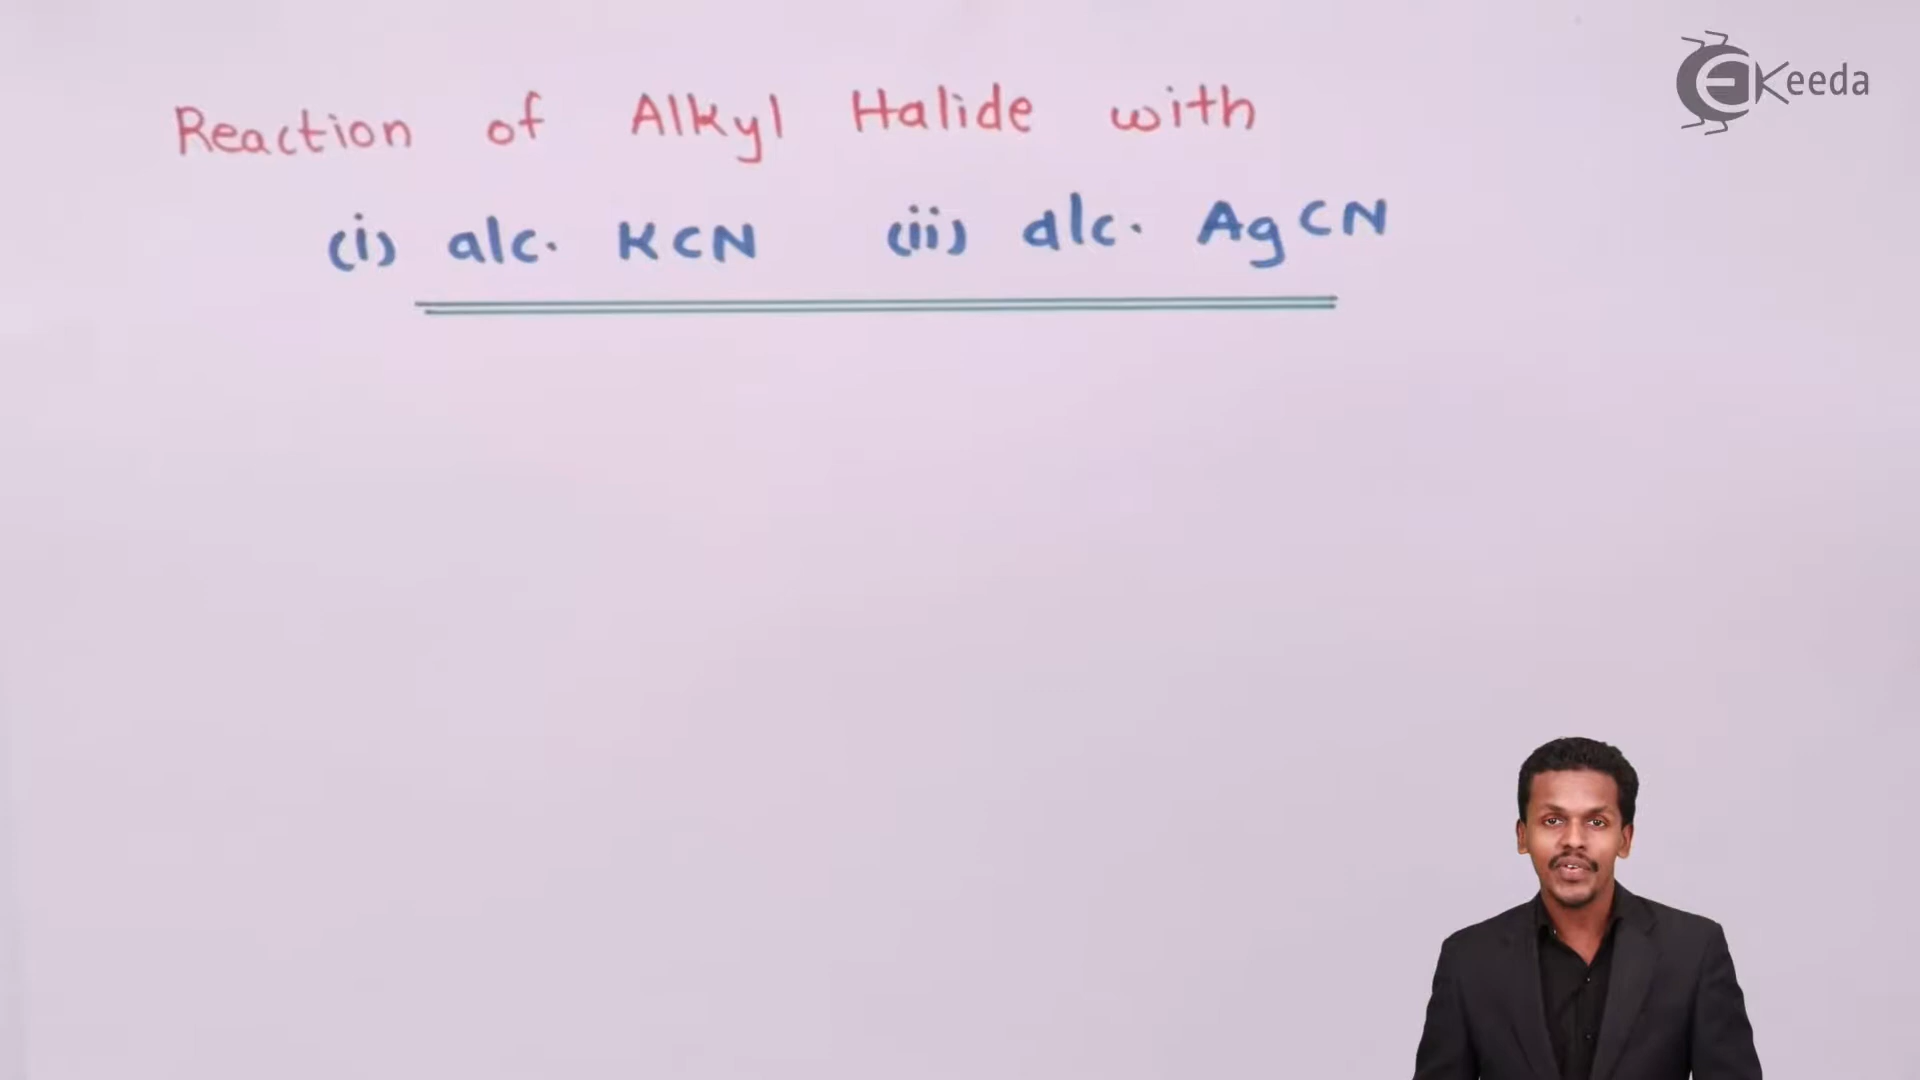 EKeeda
Reaction of Alkyl Halide with
(i) alc. KCN (ii) alc. AgCN